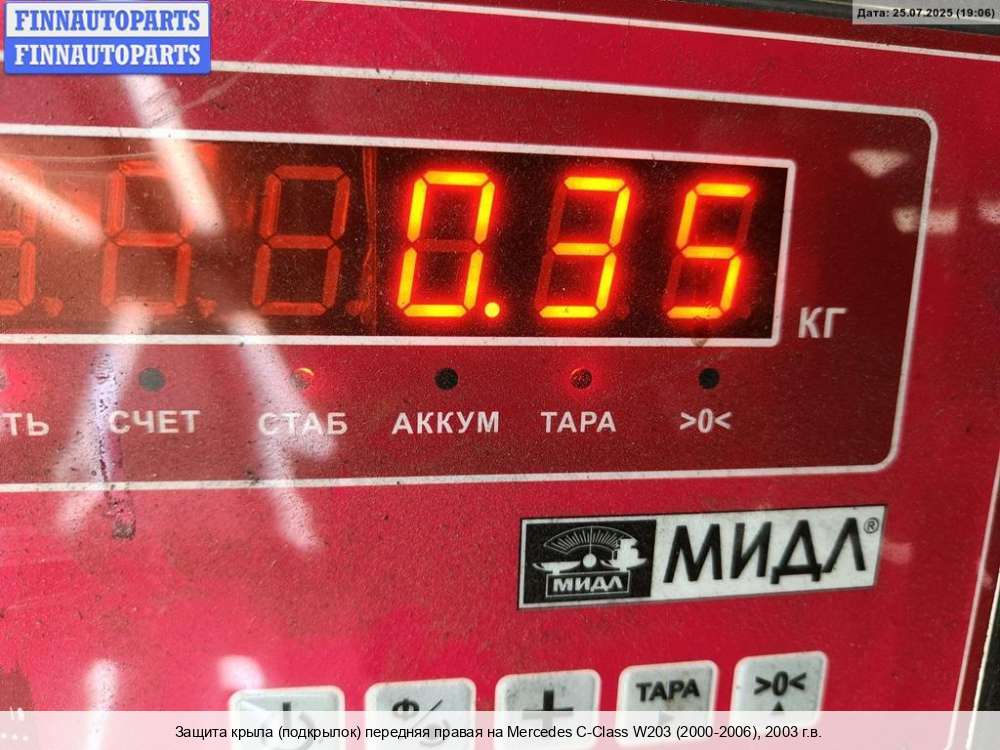 FINNAUTOPARTS
FINNAUTOPARTS
Дата: 25.07.2025 (19:06)
0.35
КГ
ТЬ СЧЕТ СТАБ АККУМ ТАРА >0<
МИДЛ МИДЛ®
Ф/ + ТАРА >0<
Защита крыла (подкрылок) передняя правая на Mercedes C-Class W203 (2000-2006), 2003 г.в.